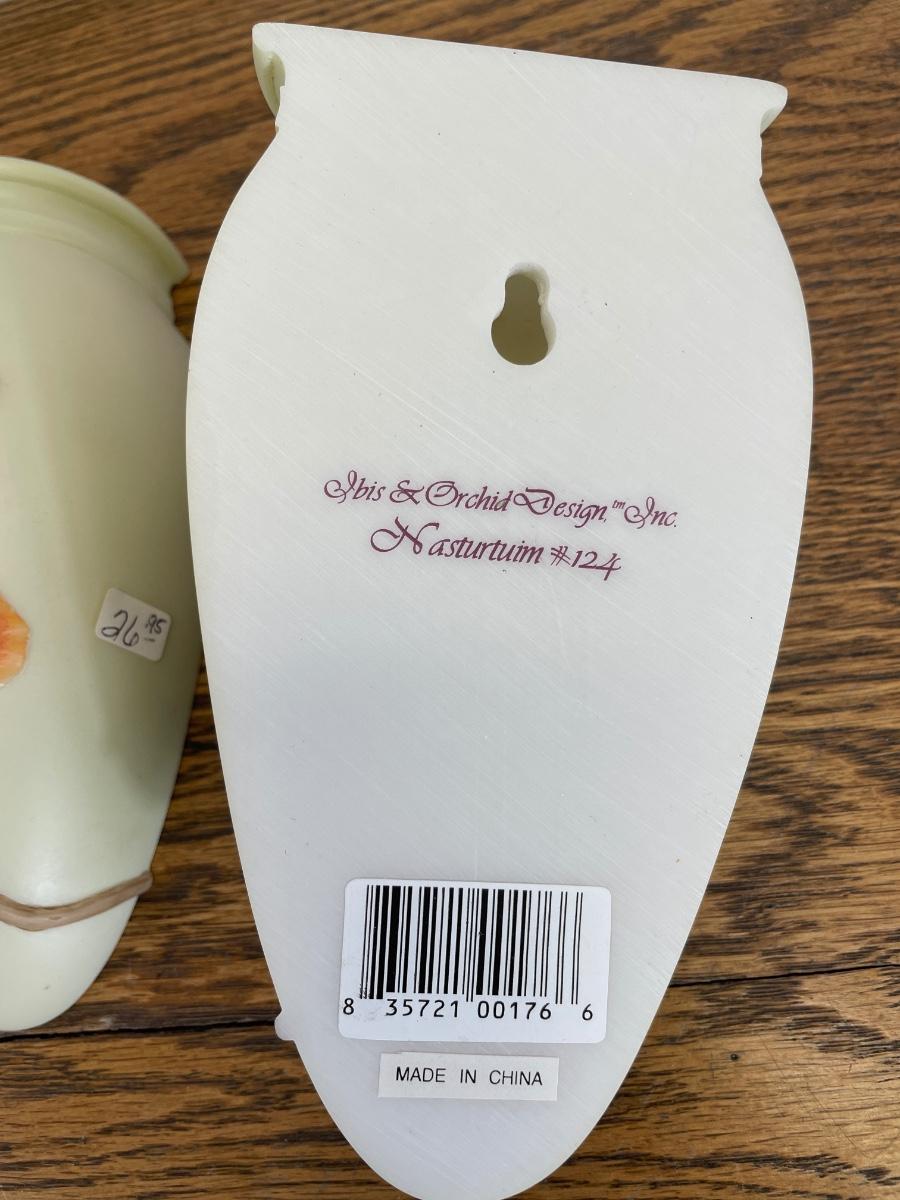 Ibis & Orchid Design,™ Inc.
Nasturtuim #124
26.95
8 35721 00176 6
MADE IN CHINA